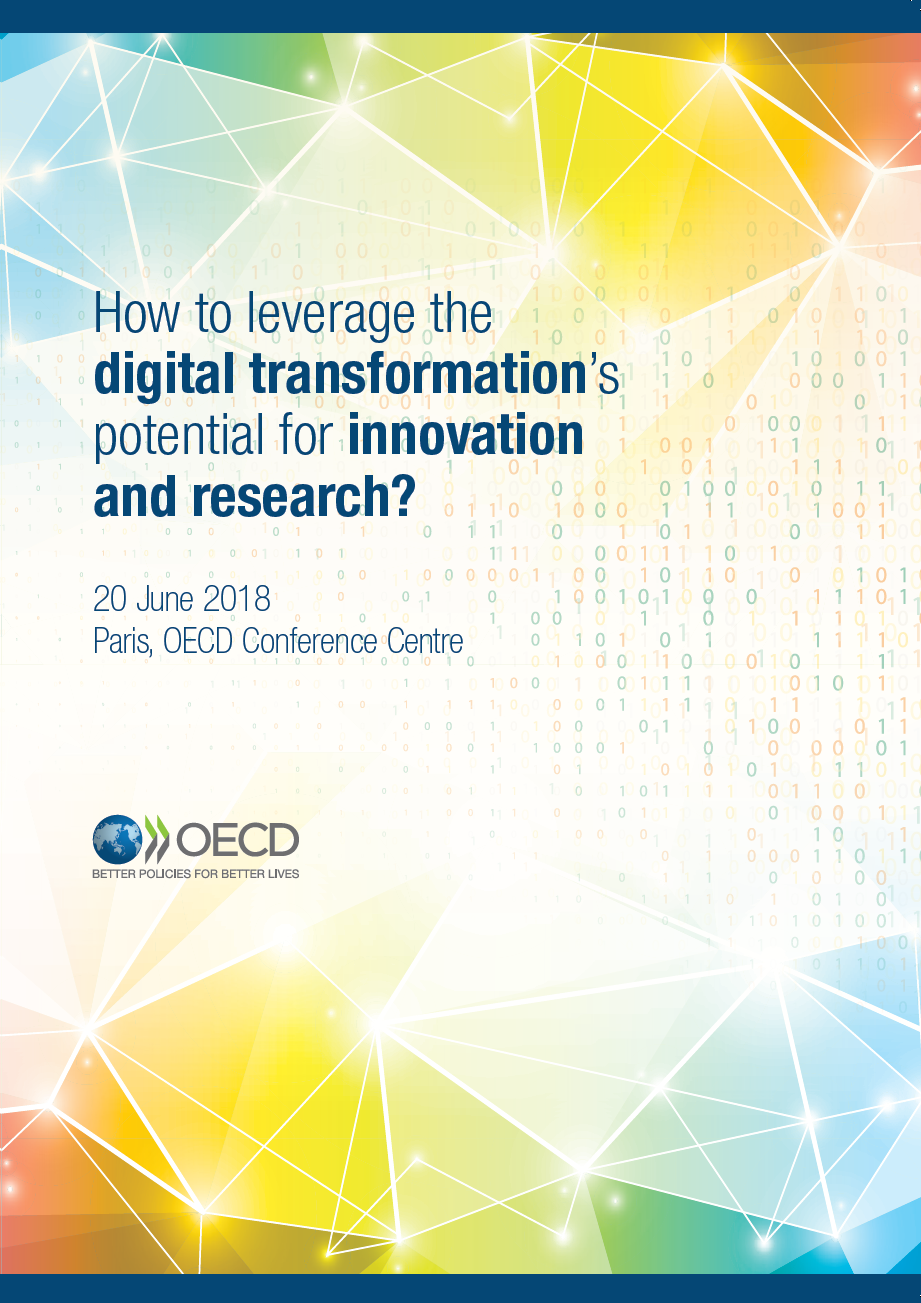 How to leverage the
digital transformation's
potential for innovation
and research?
20 June 2018
Paris, OECD Conference Centre
OECD
BETTER POLICIES FOR BETTER LIVES